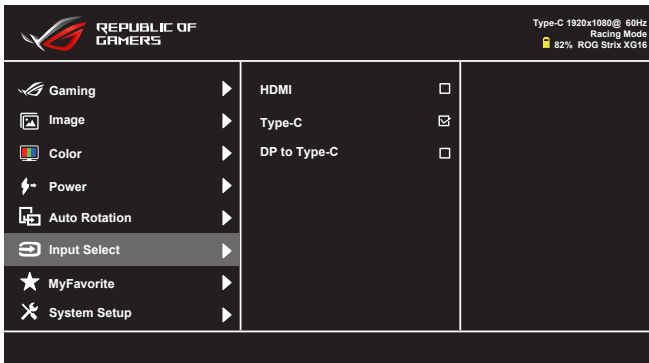 REPUBLIC OF
GAMERS
Type-C 1920x1080@ 60Hz
Racing Mode
82% ROG Strix XG16
Gaming
Image
Color
Power
Auto Rotation
Input Select
MyFavorite
System Setup
HDMI
Type-C
DP to Type-C